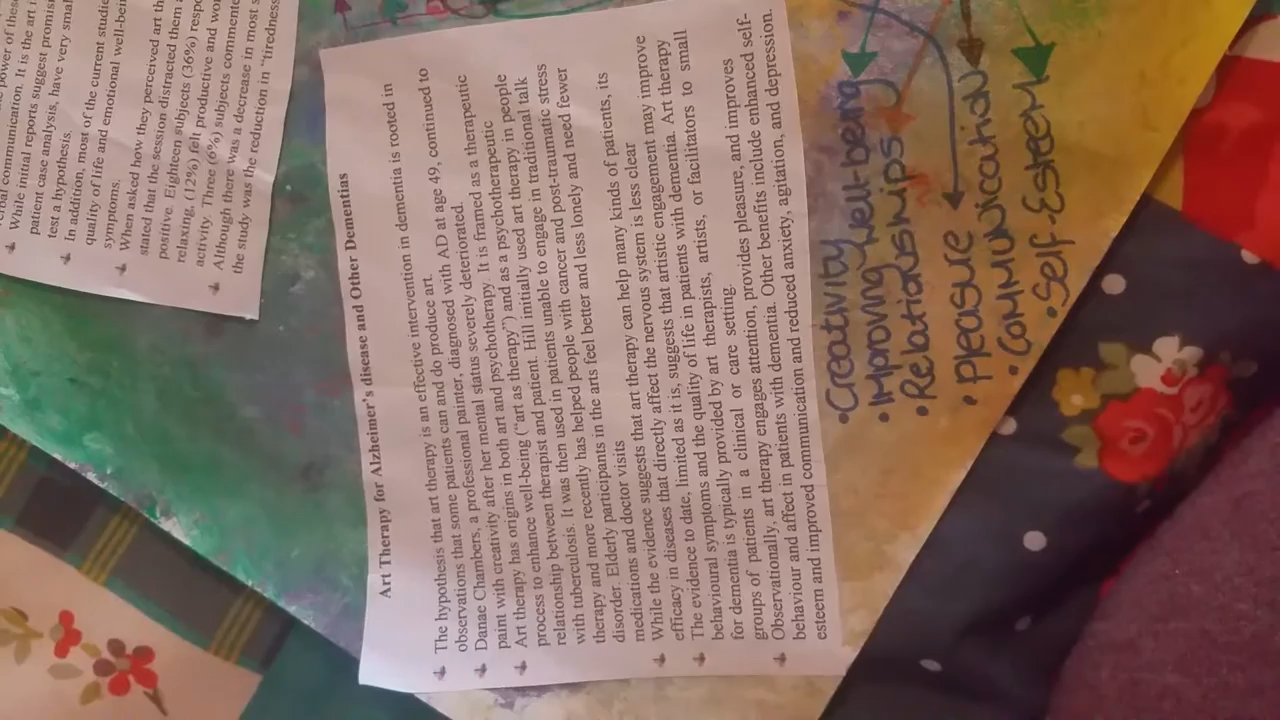 power of these
verbal communication. It is the art i
While initial reports suggest promisi
patient case analysis, have very smal
test a hypothesis.
In addition, most of the current studie
quality of life and emotional well-bein
symptoms.
When asked how they perceived art th
stated that the session distracted them
positive. Eighteen subjects (36%) respo
relaxing, (12%) felt productive and wor
activity. Three (6%) subjects commente
Although there was a decrease in most s
the study was the reduction in "tiredness
Art Therapy for Alzheimer's disease and Other Dementias
The hypothesis that art therapy is an effective intervention in dementia is rooted in
observations that some patients can and do produce art.
Danae Chambers, a professional painter, diagnosed with AD at age 49, continued to
paint with creativity after her mental status severely deteriorated.
Art therapy has origins in both art and psychotherapy. It is framed as a therapeutic
process to enhance well-being ("art as therapy") and as a psychotherapeutic
relationship between therapist and patient. Hill initially used art therapy in people
with tuberculosis. It was then used in patients unable to engage in traditional talk
therapy and more recently has helped people with cancer and post-traumatic stress
disorder. Elderly participants in the arts feel better and less lonely and need fewer
medications and doctor visits
While the evidence suggests that art therapy can help many kinds of patients, its
efficacy in diseases that directly affect the nervous system is less clear
The evidence to date, limited as it is, suggests that artistic engagement may improve
behavioural symptoms and the quality of life in patients with dementia. Art therapy
for dementia is typically provided by art therapists, artists, or facilitators to small
groups of patients in a clinical or care setting.
Observationally, art therapy engages attention, provides pleasure, and improves
behaviour and affect in patients with dementia. Other benefits include enhanced self-
esteem and improved communication and reduced anxiety, agitation, and depression.
• Creativity
• Improving well-being
• Relationships
• Pleasure
• Communication
• Self-Esteem